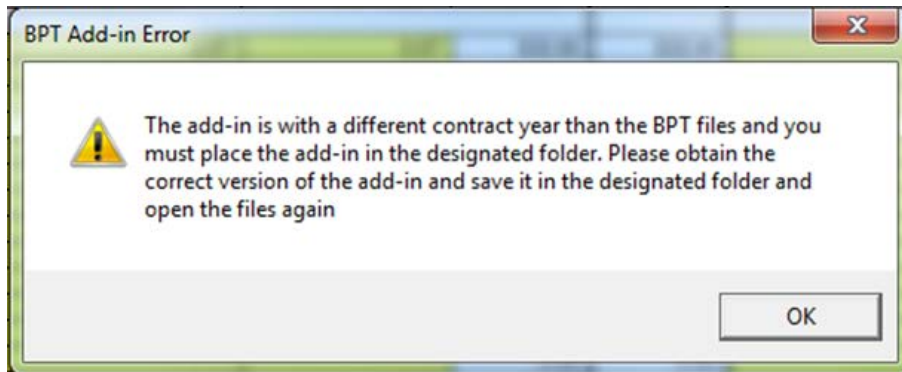 BPT Add-in Error
The add-in is with a different contract year than the BPT files and you
must place the add-in in the designated folder. Please obtain the
correct version of the add-in and save it in the designated folder and
open the files again
OK